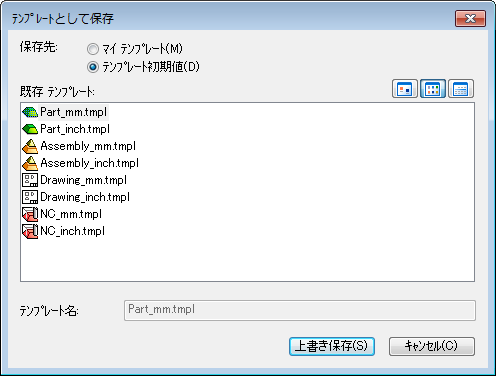 ﾃﾝﾌﾟﾚｰﾄとして保存
保存先:
マイ テンプレート(M)
テンプレート初期値(D)
既存 テンプレート:
Part_mm.tmpl
Part_inch.tmpl
Assembly_mm.tmpl
Assembly_inch.tmpl
Drawing_mm.tmpl
Drawing_inch.tmpl
NC_mm.tmpl
NC_inch.tmpl
テンプレート名:
Part_mm.tmpl
上書き保存(S)
ｷｬﾝｾﾙ(C)